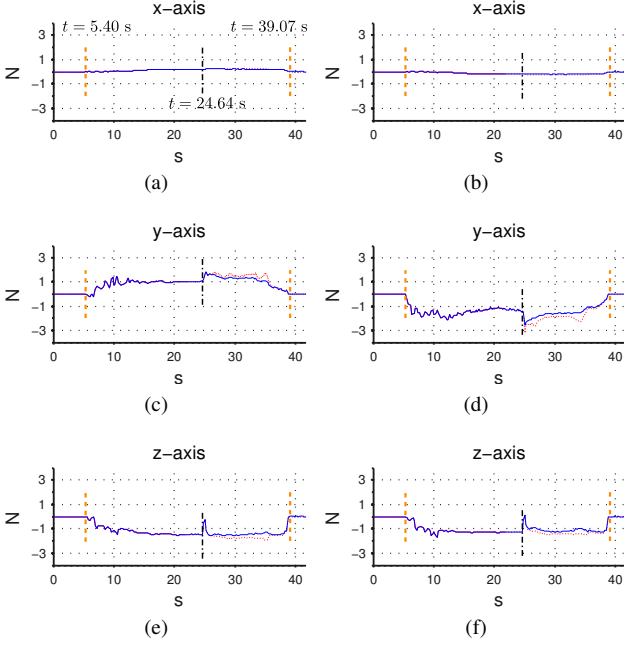 x−axis
x−axis
t = 5.40 s
t = 39.07 s
3
1
−1
−3
N
t = 24.64 s
0 10 20 30 40
s
(a)
3
1
−1
−3
N
0 10 20 30 40
s
(b)
y−axis
y−axis
3
1
−1
−3
N
0 10 20 30 40
s
(c)
3
1
−1
−3
N
0 10 20 30 40
s
(d)
z−axis
z−axis
3
1
−1
−3
N
0 10 20 30 40
s
(e)
3
1
−1
−3
N
0 10 20 30 40
s
(f)